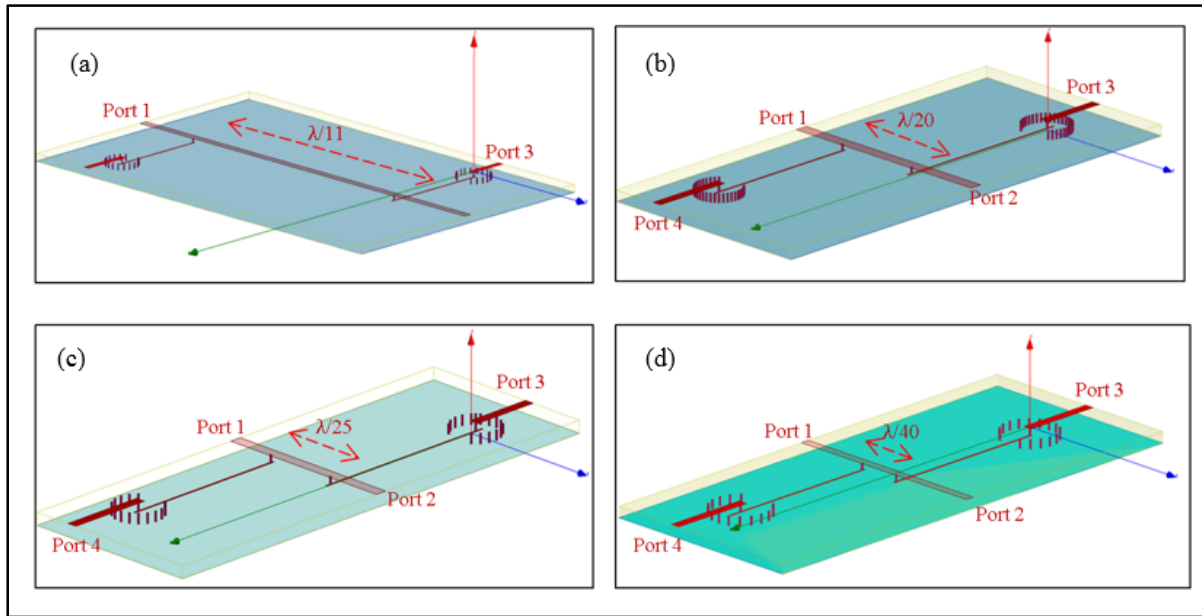 (a)
Port 1
λ/11
Port 3
(b)
Port 3
Port 1
λ/20
Port 2
Port 4
(c)
Port 3
λ/25
Port 1
Port 2
Port 4
(d)
Port 3
Port 1
λ/40
Port 2
Port 4